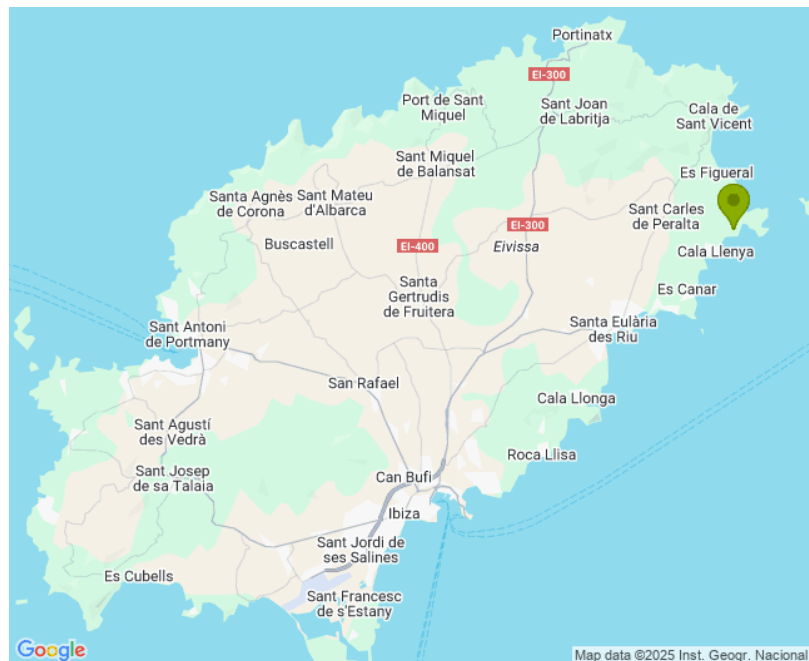 Portinatx
EI-300
Port de Sant
Miquel
Sant Joan
de Labritja
Cala de
Sant Vicent
Sant Miquel
de Balansat
Es Figueral
Santa Agnès
de Corona
Sant Mateu
d'Albarca
Sant Carles
de Peralta
EI-300
Buscastell
EI-400
Eivissa
Cala Llenya
Santa
Gertrudis
de Fruitera
Es Canar
Sant Antoni
de Portmany
Santa Eulària
des Riu
San Rafael
Cala Llonga
Sant Agustí
des Vedrà
Roca Llisa
Sant Josep
de sa Talaia
Can Bufi
Ibiza
Sant Jordi de
ses Salines
Es Cubells
Sant Francesc
de s'Estany
Google
Map data ©2025 Inst. Geogr. Nacional